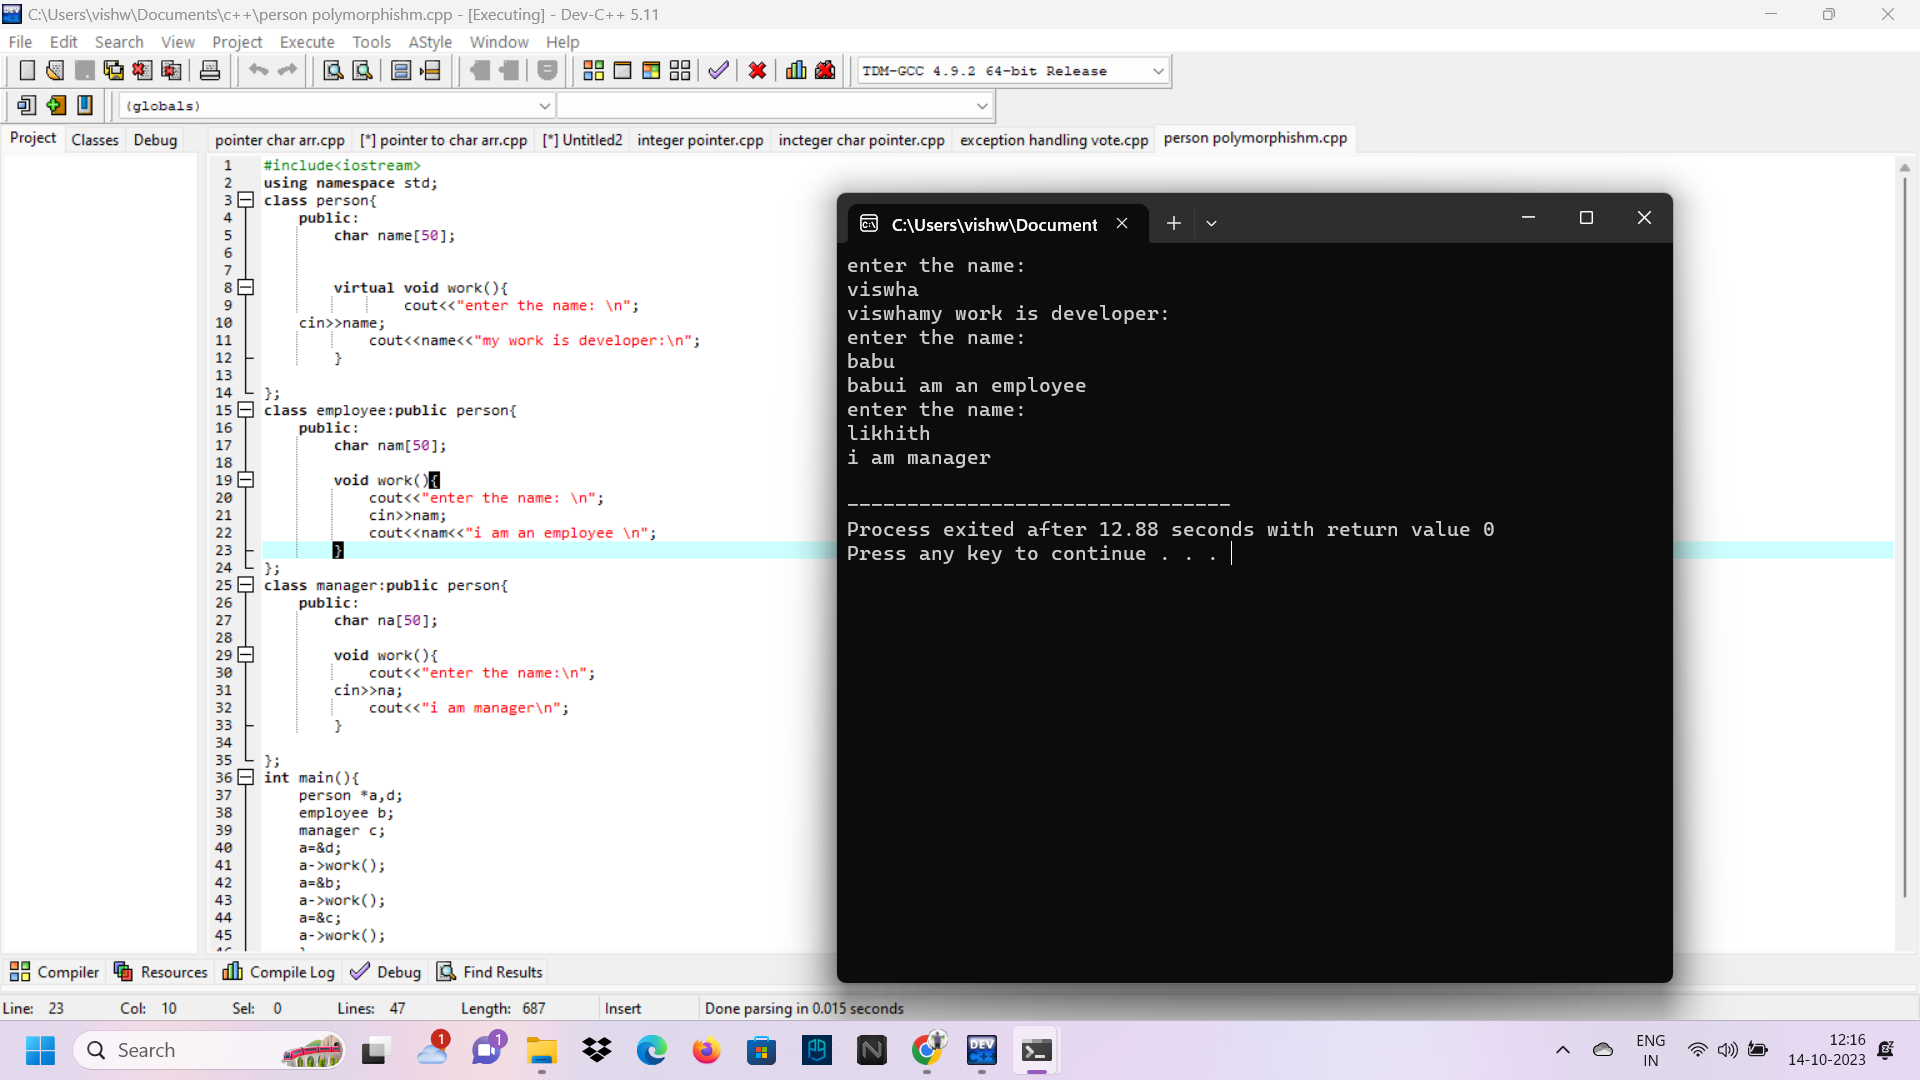 C:\Users\vishw\Documents\c++\person polymorphishm.cpp - [Executing] - Dev-C++ 5.11
File Edit Search View Project Execute Tools AStyle Window Help
TDM-GCC 4.9.2 64-bit Release
(globals)
Project Classes Debug
pointer char arr.cpp [*] pointer to char arr.cpp [*] Untitled2 integer pointer.cpp incteger char pointer.cpp exception handling vote.cpp person polymorphishm.cpp
1 #include<iostream>
2 using namespace std;
3 class person{
4 public:
5 char name[50];
6
7
8 virtual void work(){
9 cout<<"enter the name: \n";
10 cin>>name;
11 cout<<name<<"my work is developer:\n";
12 }
13
14 };
15 class employee:public person{
16 public:
17 char nam[50];
18
19 void work(){
20 cout<<"enter the name: \n";
21 cin>>nam;
22 cout<<nam<<"i am an employee \n";
23 }
24 };
25 class manager:public person{
26 public:
27 char na[50];
28
29 void work(){
30 cout<<"enter the name:\n";
31 cin>>na;
32 cout<<"i am manager\n";
33 }
34
35 };
36 int main(){
37 person *a,d;
38 employee b;
39 manager c;
40 a=&d;
41 a->work();
42 a=&b;
43 a->work();
44 a=&c;
45 a->work();
C:\Users\vishw\Document
enter the name:
viswha
viswhamy work is developer:
enter the name:
babu
babui am an employee
enter the name:
likhith
i am manager
--------------------------------
Process exited after 12.88 seconds with return value 0
Press any key to continue . . .
Compiler Resources Compile Log Debug Find Results
Line: 23 Col: 10 Sel: 0 Lines: 47 Length: 687 Insert Done parsing in 0.015 seconds
Search
1
1
DEV
ENG
IN
12:16
14-10-2023